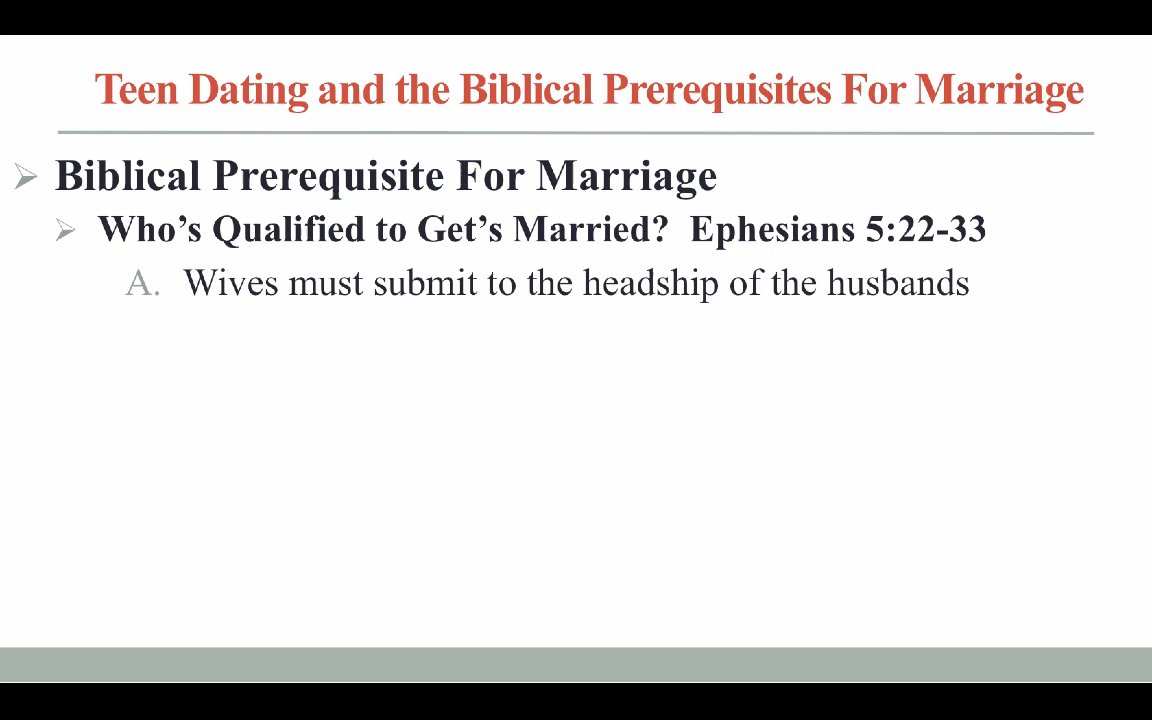 Teen Dating and the Biblical Prerequisites For Marriage
Biblical Prerequisite For Marriage
Who’s Qualified to Get’s Married? Ephesians 5:22-33
A. Wives must submit to the headship of the husbands